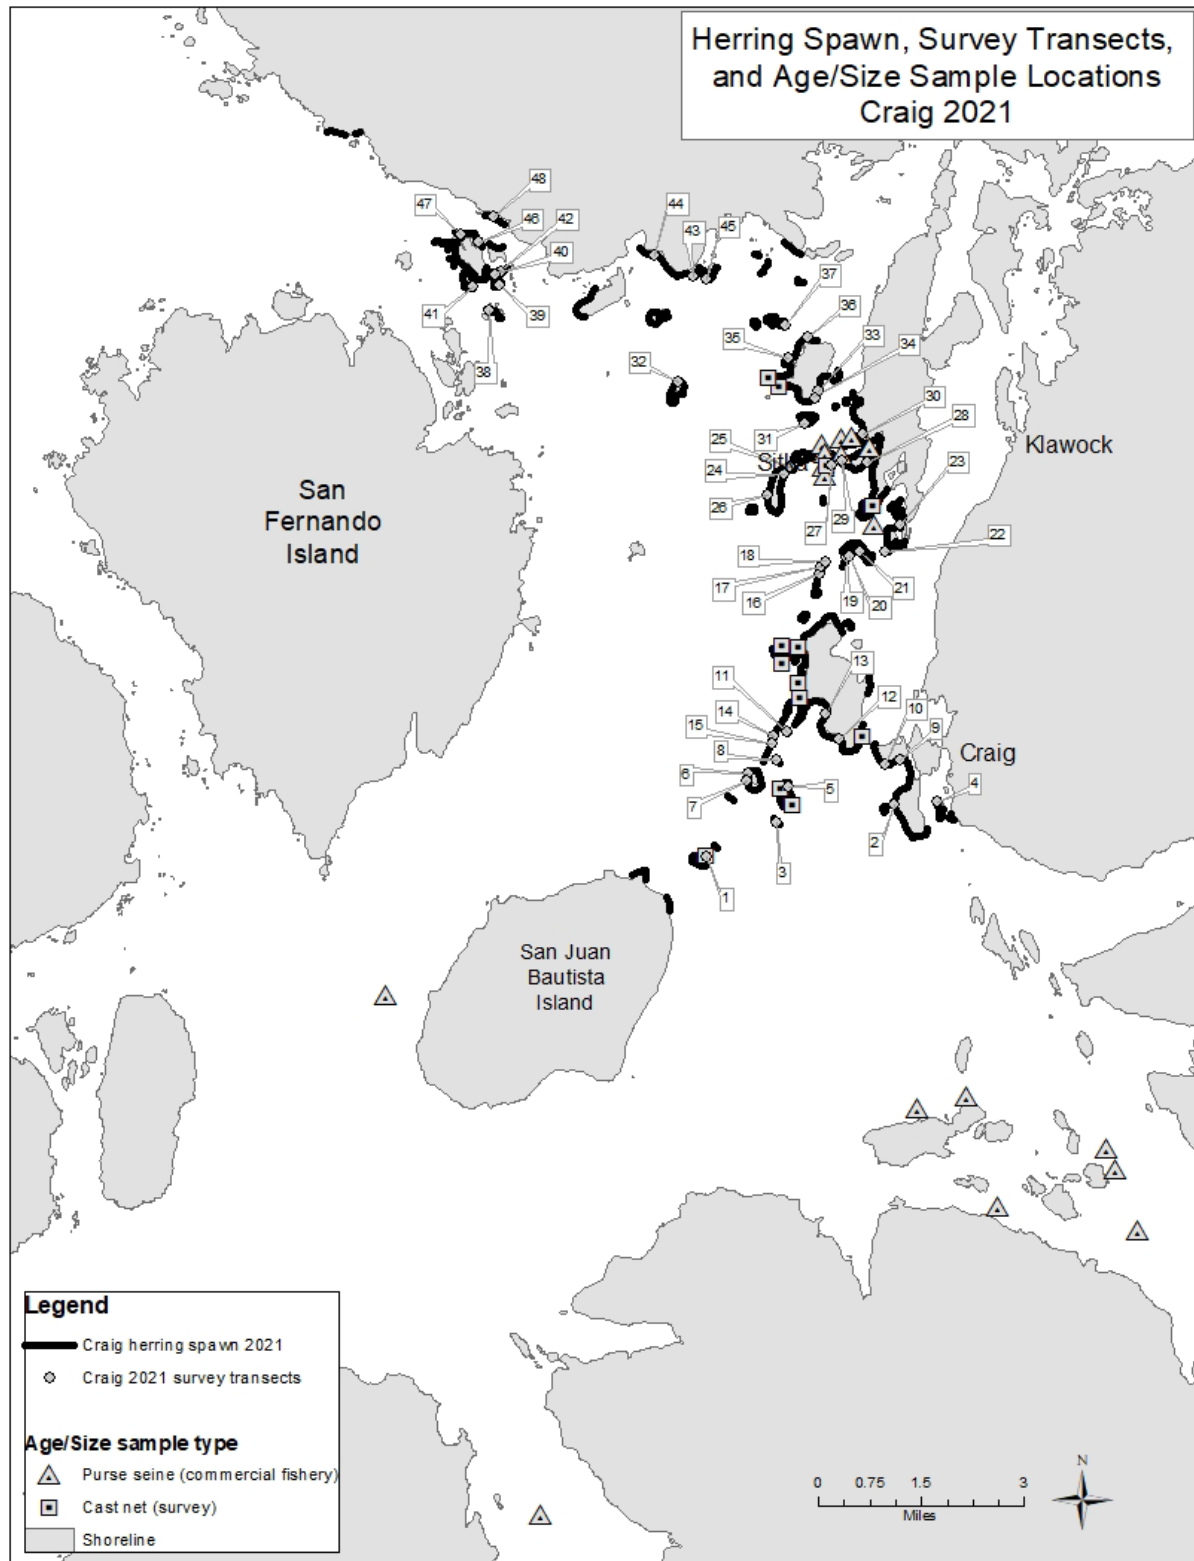 Herring Spawn, Survey Transects,
and Age/Size Sample Locations
Craig 2021
48
47
46
42
44
43
45
40
37
41
39
36
38
35
33
34
32
30
28
31
25
24
Klawock
23
26
27
29
22
San
Fernando
Island
18
17
16
19
20
21
13
11
12
10
9
14
15
8
Craig
6
7
5
4
2
3
1
San Juan
Bautista
Island
Legend
Craig herring spawn 2021
Craig 2021 survey transects
Age/Size sample type
Purse seine (commercial fishery)
Cast net (survey)
Shoreline
N
0 0.75 1.5 3
Miles